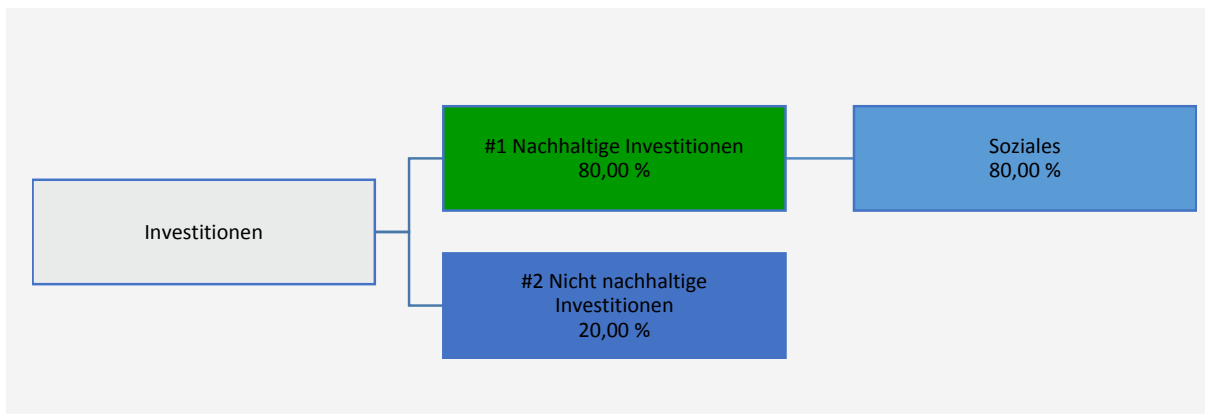 #1 Nachhaltige Investitionen
80,00 %
Soziales
80,00 %
Investitionen
#2 Nicht nachhaltige
Investitionen
20,00 %